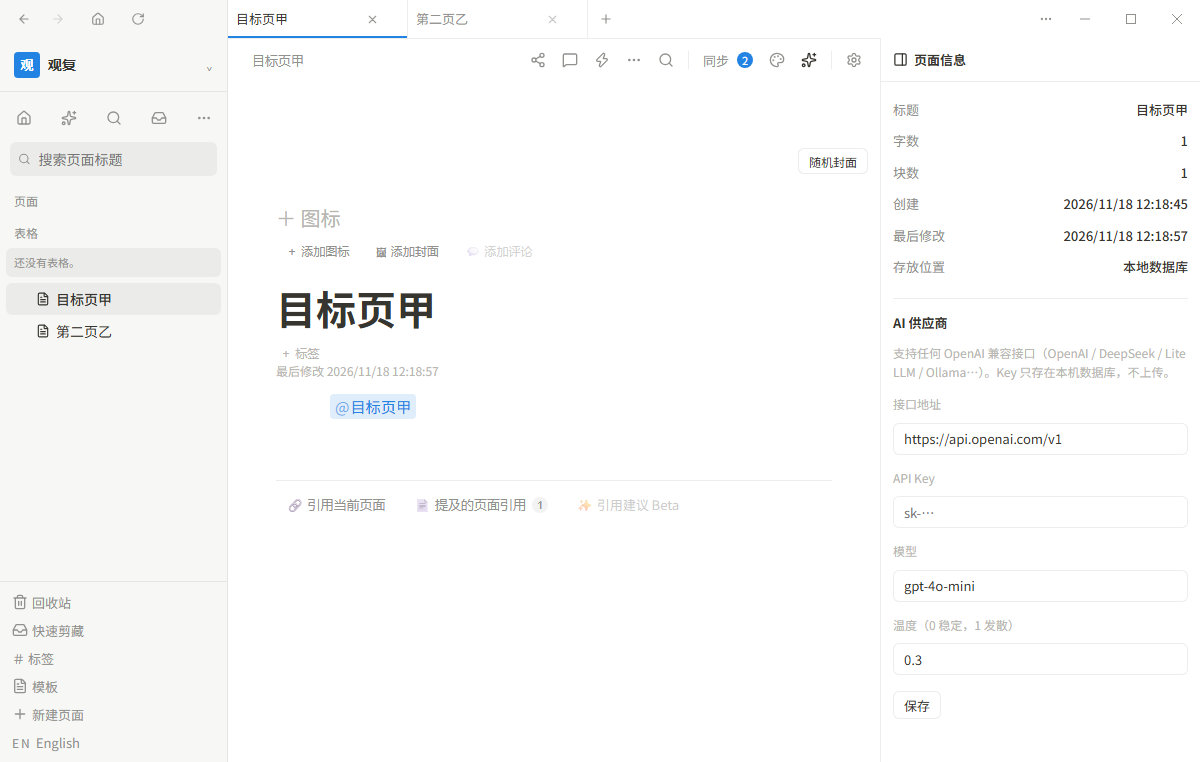 目标页甲
第二页乙
观 观复
搜索页面标题
页面
表格
还没有表格。
目标页甲
第二页乙
回收站
快速剪藏
# 标签
模板
新建页面
EN English
目标页甲
同步 2
随机封面
图标
+ 添加图标 添加封面 添加评论
目标页甲
+ 标签
最后修改 2026/11/18 12:18:57
@目标页甲
引用当前页面 提及的页面引用 1 引用建议 Beta
页面信息
标题 目标页甲
字数 1
块数 1
创建 2026/11/18 12:18:45
最后修改 2026/11/18 12:18:57
存放位置 本地数据库
AI 供应商
支持任何 OpenAI 兼容接口（OpenAI / DeepSeek / Lite
LLM / Ollama…）。Key 只存在本机数据库，不上传。
接口地址
https://api.openai.com/v1
API Key
sk-…
模型
gpt-4o-mini
温度（0 稳定，1 发散）
0.3
保存